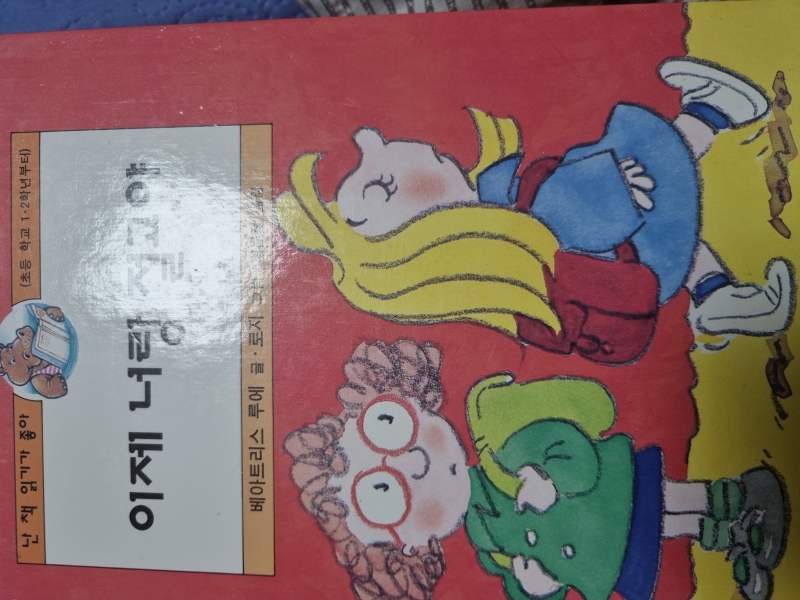 난 책 읽기가 좋아 (초등 학교 1·2학년부터)
이제 너랑 절교야
베아트리스 루에 글·로지 그림